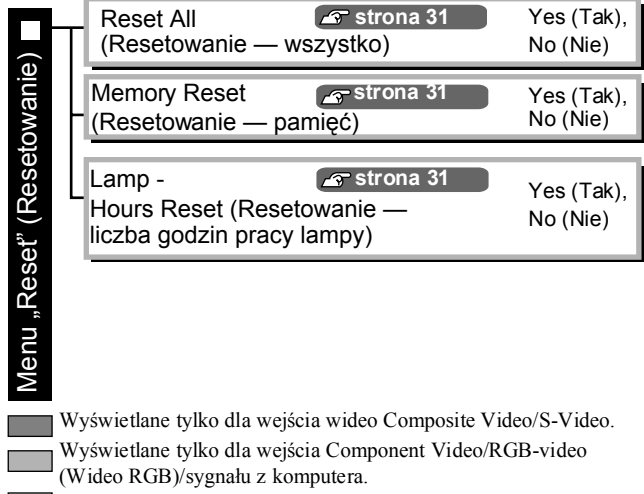 Menu „Reset” (Resetowanie)
Reset All
strona 31
Yes (Tak),
(Resetowanie — wszystko)
No (Nie)
Memory Reset
strona 31
Yes (Tak),
(Resetowanie — pamięć)
No (Nie)
Lamp -
strona 31
Yes (Tak),
Hours Reset (Resetowanie —
No (Nie)
liczba godzin pracy lampy)
Wyświetlane tylko dla wejścia wideo Composite Video/S-Video.
Wyświetlane tylko dla wejścia Component Video/RGB-video
(Wideo RGB)/sygnału z komputera.